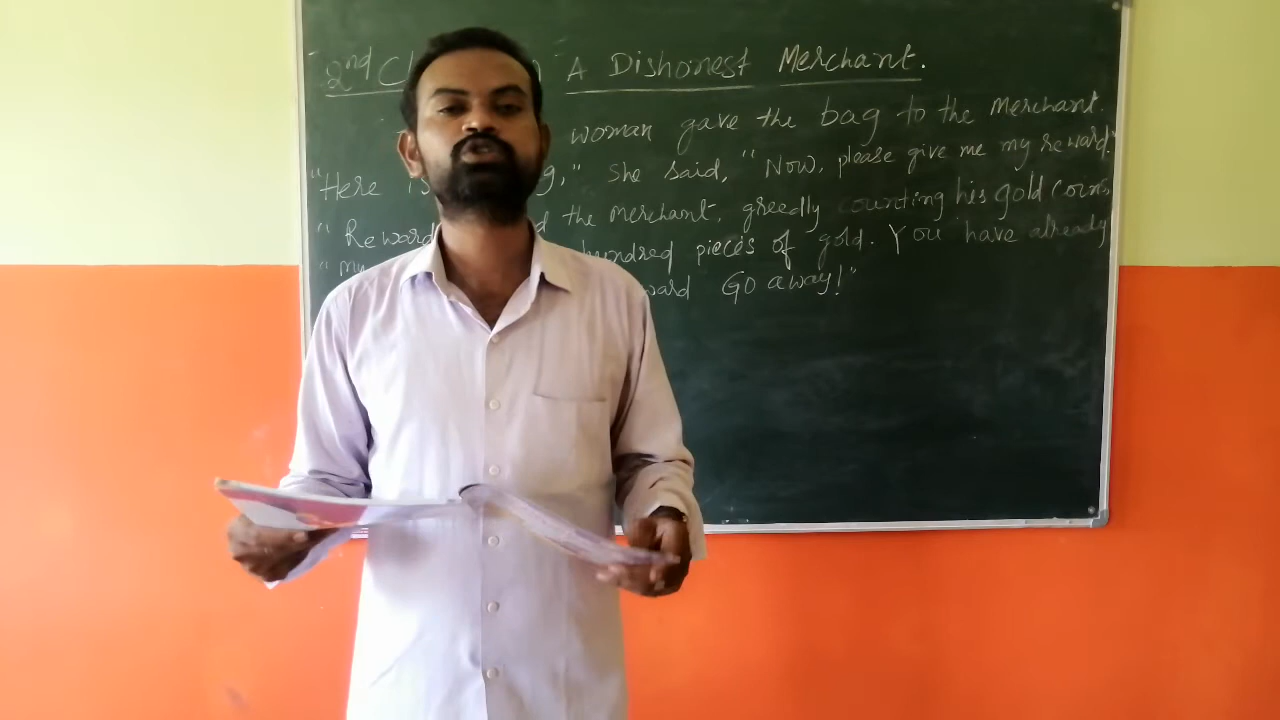 2nd A Dishonest Merchant.
woman gave the bag to the Merchant.
"Here is g," She said, "Now, please give me my reward."
"Reward d the merchant, greedly counting his gold coins,
"my hundred pieces of gold. You have already
ward Go away!"